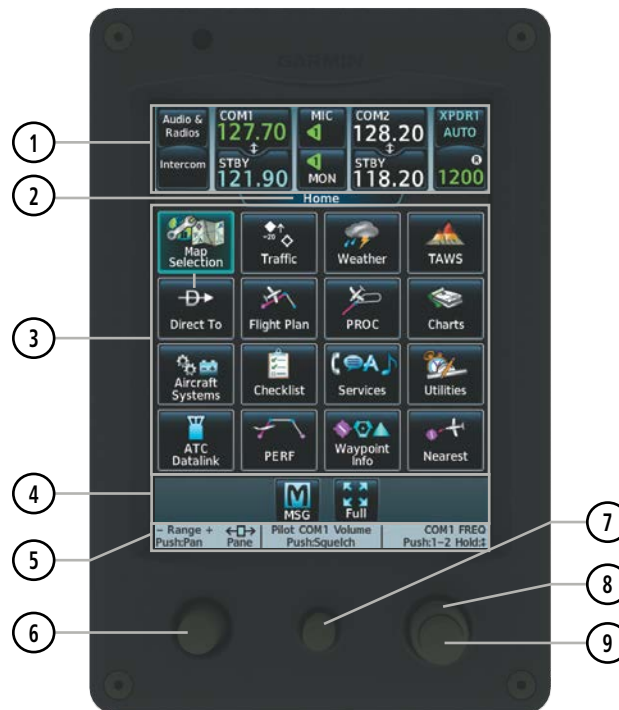 GARMIN
Audio & Radios
COM1 127.70
MIC
COM2 128.20
XPDR1 AUTO
Intercom
STBY 121.90
MON
STBY 118.20
R
1200
Home
Map Selection
Traffic
-20
Weather
TAWS
Direct To
Flight Plan
PROC
Charts
Aircraft Systems
Checklist
Services
Utilities
ATC Datalink
PERF
Waypoint Info
Nearest
MSG
Full
- Range +
Push:Pan Pane
Pilot COM1 Volume
Push:Squelch
COM1 FREQ
Push:1-2 Hold:↕
1
2
3
4
5
6
7
8
9